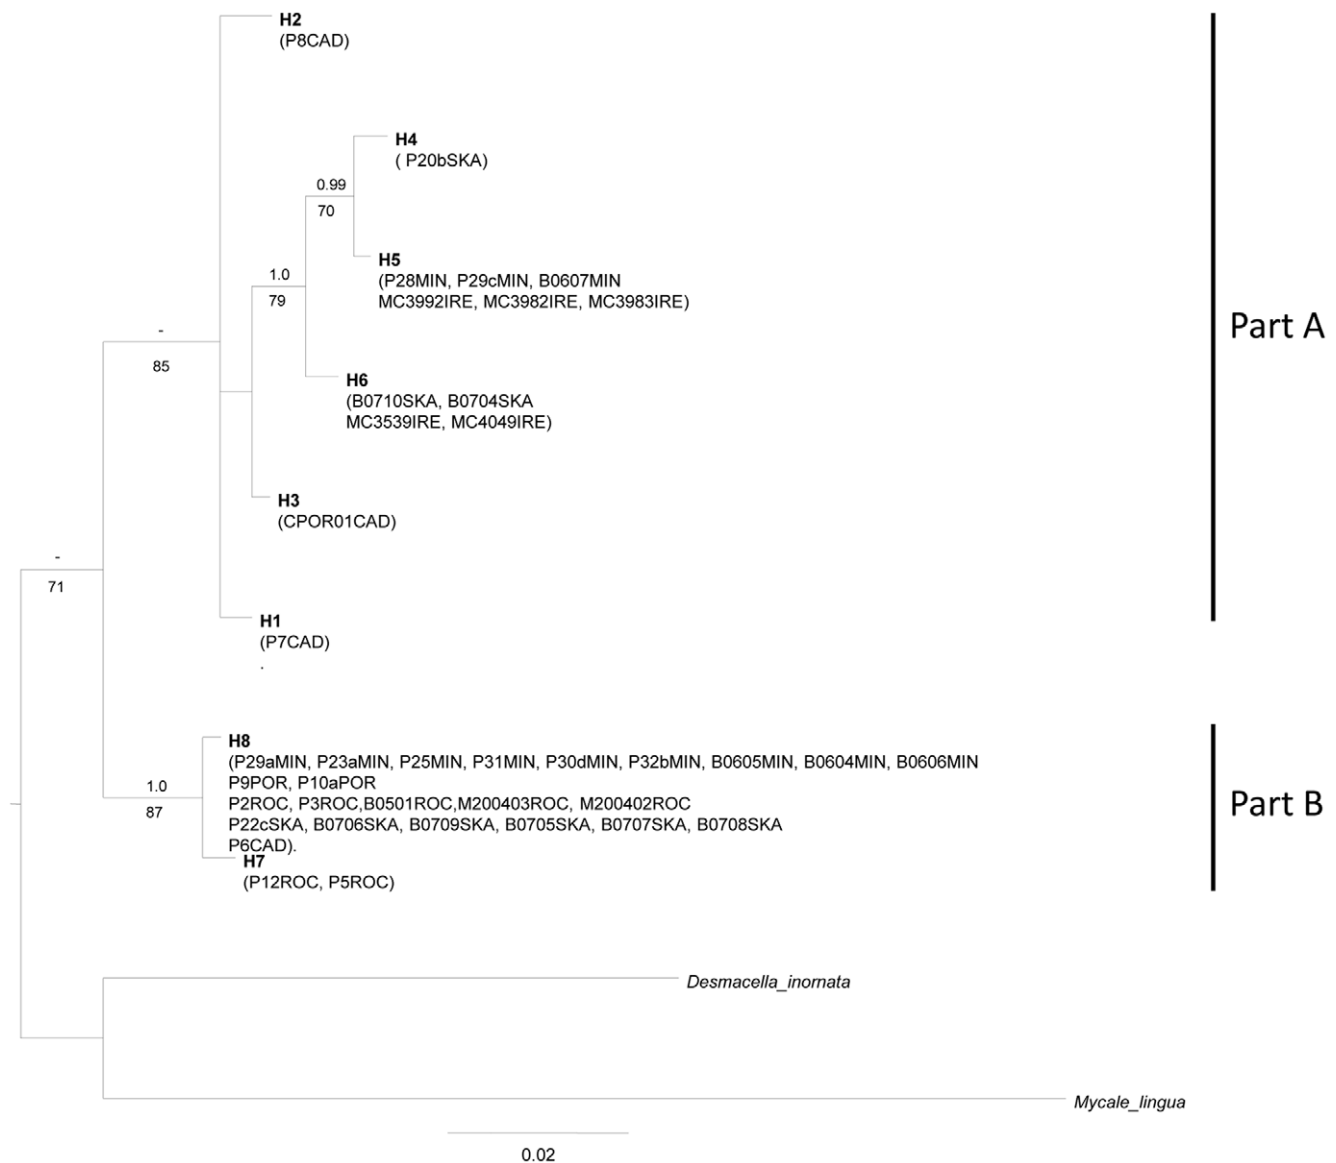 H2
(P8CAD)
H4
( P20bSKA)
0.99
70
H5
(P28MIN, P29cMIN, B0607MIN
MC3992IRE, MC3982IRE, MC3983IRE)
1.0
79
Part A
-
85
H6
(B0710SKA, B0704SKA
MC3539IRE, MC4049IRE)
H3
(CPOR01CAD)
-
71
H1
(P7CAD)
.
H8
(P29aMIN, P23aMIN, P25MIN, P31MIN, P30dMIN, P32bMIN, B0605MIN, B0604MIN, B0606MIN
P9POR, P10aPOR
P2ROC, P3ROC,B0501ROC,M200403ROC, M200402ROC
P22cSKA, B0706SKA, B0709SKA, B0705SKA, B0707SKA, B0708SKA
P6CAD).
1.0
87
Part B
H7
(P12ROC, P5ROC)
Desmacella_inornata
Mycale_lingua
0.02